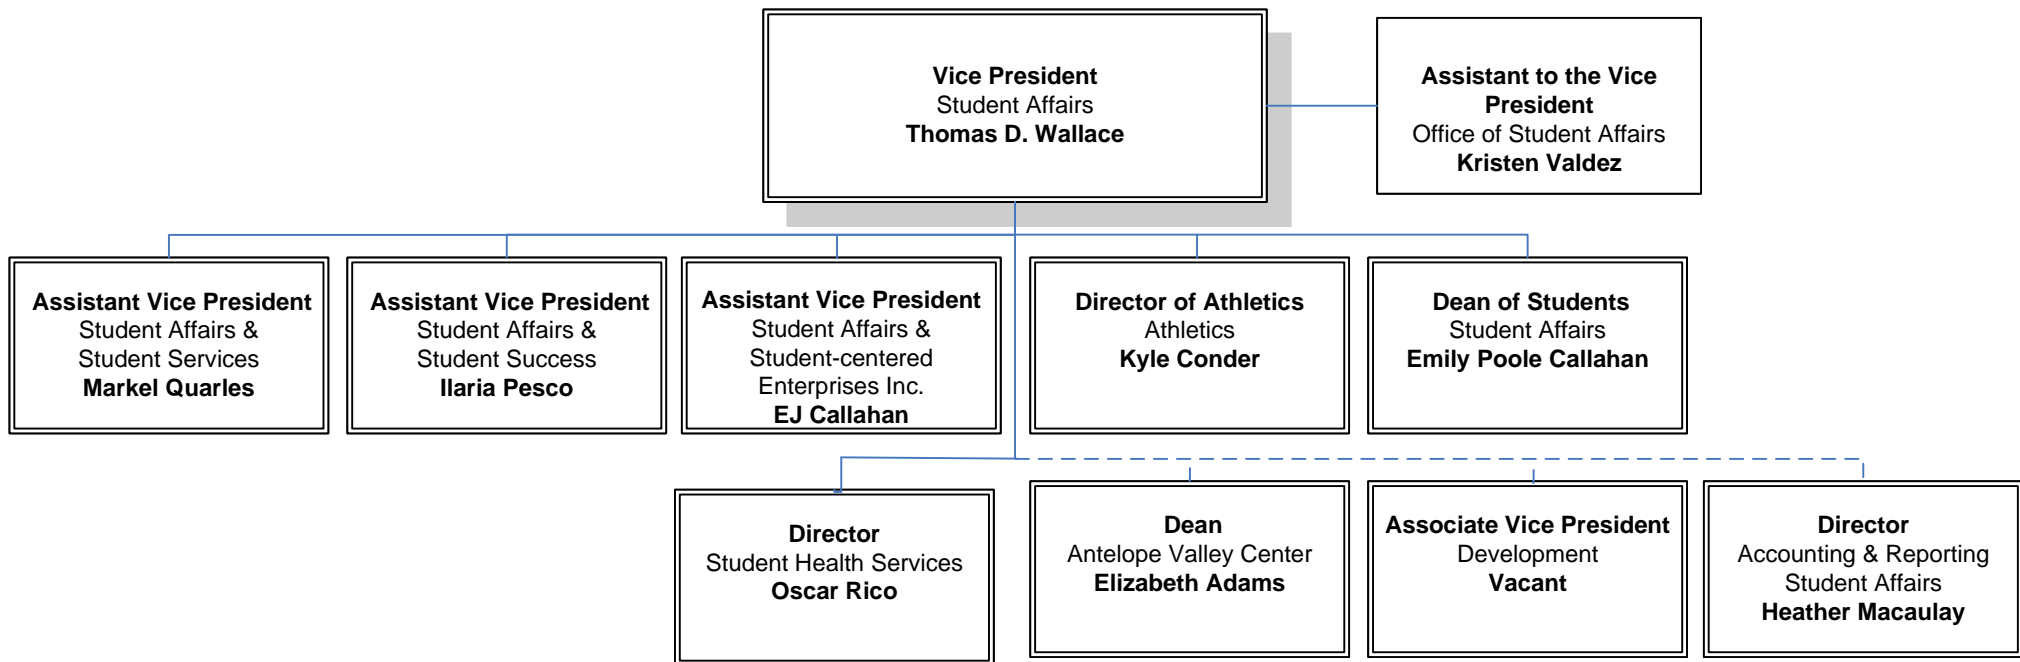 Vice President
Student Affairs
Thomas D. Wallace
Assistant to the Vice
President
Office of Student Affairs
Kristen Valdez
Assistant Vice President
Student Affairs &
Student Services
Markel Quarles
Assistant Vice President
Student Affairs &
Student Success
Ilaria Pesco
Assistant Vice President
Student Affairs &
Student-centered
Enterprises Inc.
EJ Callahan
Director of Athletics
Athletics
Kyle Conder
Dean of Students
Student Affairs
Emily Poole Callahan
Director
Student Health Services
Oscar Rico
Dean
Antelope Valley Center
Elizabeth Adams
Associate Vice President
Development
Vacant
Director
Accounting & Reporting
Student Affairs
Heather Macaulay